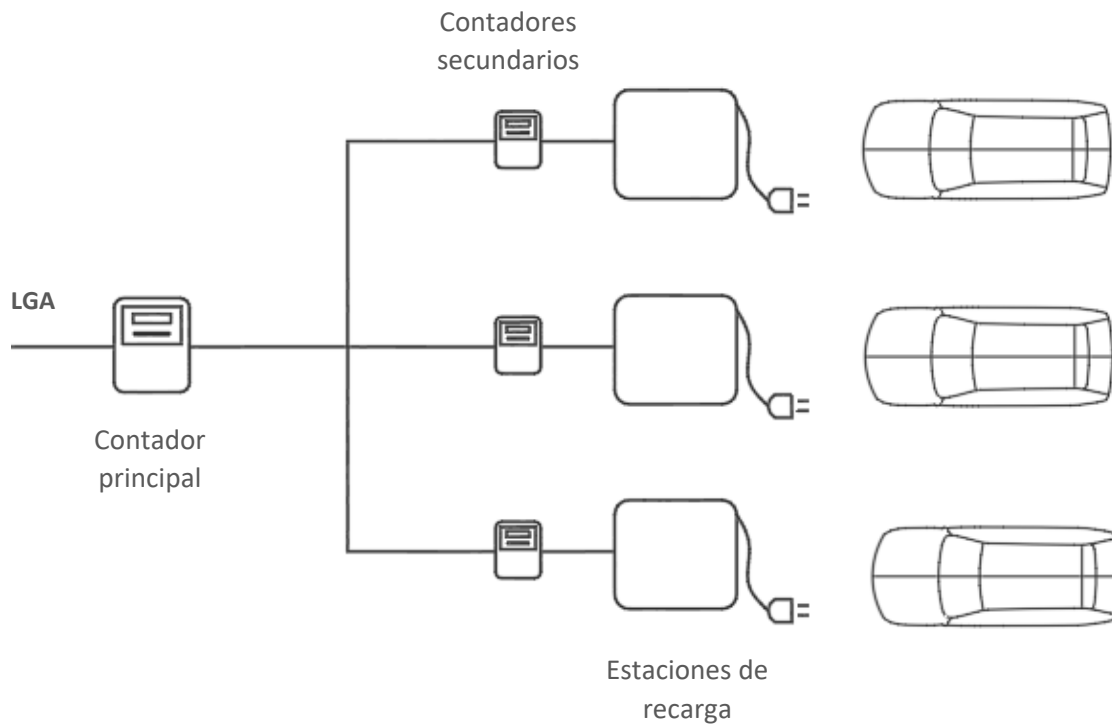 Contadores
secundarios
LGA
Contador
principal
Estaciones de
recarga